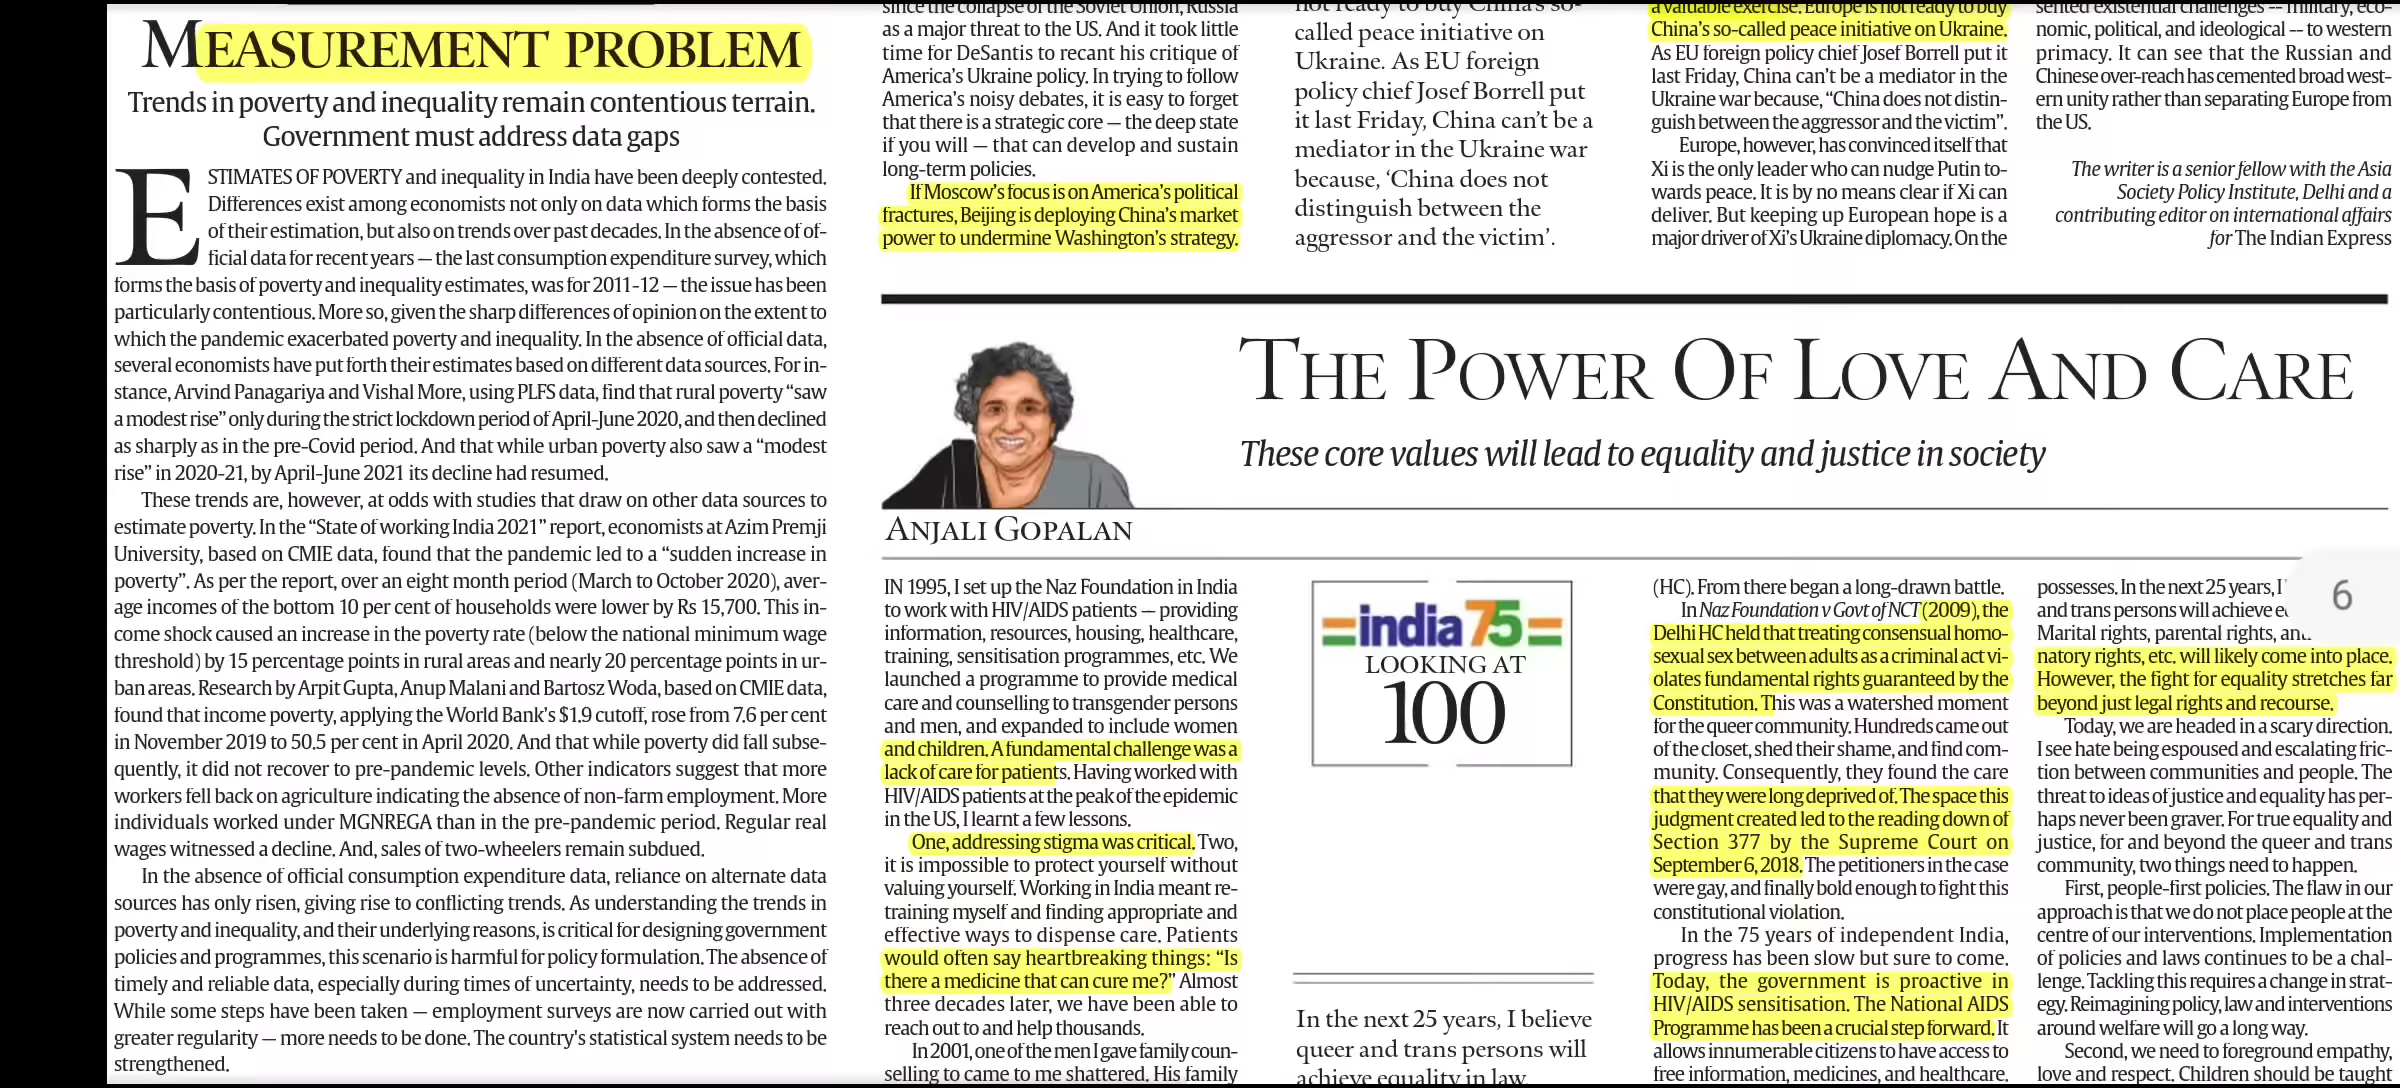 MEASUREMENT PROBLEM
Trends in poverty and inequality remain contentious terrain.
Government must address data gaps
ESTIMATES OF POVERTY and inequality in India have been deeply contested.
Differences exist among economists not only on data which forms the basis
of their estimation, but also on trends over past decades. In the absence of of-
ficial data for recent years — the last consumption expenditure survey, which
forms the basis of poverty and inequality estimates, was for 2011-12 — the issue has been
particularly contentious. More so, given the sharp differences of opinion on the extent to
which the pandemic exacerbated poverty and inequality. In the absence of official data,
several economists have put forth their estimates based on different data sources. For in-
stance, Arvind Panagariya and Vishal More, using PLFS data, find that rural poverty “saw
a modest rise” only during the strict lockdown period of April-June 2020, and then declined
as sharply as in the pre-Covid period. And that while urban poverty also saw a “modest
rise” in 2020-21, by April-June 2021 its decline had resumed.
These trends are, however, at odds with studies that draw on other data sources to
estimate poverty. In the “State of working India 2021” report, economists at Azim Premji
University, based on CMIE data, found that the pandemic led to a “sudden increase in
poverty”. As per the report, over an eight month period (March to October 2020), aver-
age incomes of the bottom 10 per cent of households were lower by Rs 15,700. This in-
come shock caused an increase in the poverty rate (below the national minimum wage
threshold) by 15 percentage points in rural areas and nearly 20 percentage points in ur-
ban areas. Research by Arpit Gupta, Anup Malani and Bartosz Woda, based on CMIE data,
found that income poverty, applying the World Bank's $1.9 cutoff, rose from 7.6 per cent
in November 2019 to 50.5 per cent in April 2020. And that while poverty did fall subse-
quently, it did not recover to pre-pandemic levels. Other indicators suggest that more
workers fell back on agriculture indicating the absence of non-farm employment. More
individuals worked under MGNREGA than in the pre-pandemic period. Regular real
wages witnessed a decline. And, sales of two-wheelers remain subdued.
In the absence of official consumption expenditure data, reliance on alternate data
sources has only risen, giving rise to conflicting trends. As understanding the trends in
poverty and inequality, and their underlying reasons, is critical for designing government
policies and programmes, this scenario is harmful for policy formulation. The absence of
timely and reliable data, especially during times of uncertainty, needs to be addressed.
While some steps have been taken — employment surveys are now carried out with
greater regularity — more needs to be done. The country's statistical system needs to be
strengthened.
since the collapse of the Soviet Union, Russia
as a major threat to the US. And it took little
time for DeSantis to recant his critique of
America's Ukraine policy. In trying to follow
America's noisy debates, it is easy to forget
that there is a strategic core — the deep state
if you will — that can develop and sustain
long-term policies.
If Moscow's focus is on America's political
fractures, Beijing is deploying China's market
power to undermine Washington's strategy.
not ready to buy China's so-
called peace initiative on
Ukraine. As EU foreign
policy chief Josef Borrell put
it last Friday, China can't be a
mediator in the Ukraine war
because, ‘China does not
distinguish between the
aggressor and the victim’.
a valuable exercise. Europe is not ready to buy
China's so-called peace initiative on Ukraine.
As EU foreign policy chief Josef Borrell put it
last Friday, China can't be a mediator in the
Ukraine war because, “China does not distin-
guish between the aggressor and the victim”.
Europe, however, has convinced itself that
Xi is the only leader who can nudge Putin to-
wards peace. It is by no means clear if Xi can
deliver. But keeping up European hope is a
major driver of Xi's Ukraine diplomacy. On the
sented existential challenges -- military, eco-
nomic, political, and ideological -- to western
primacy. It can see that the Russian and
Chinese over-reach has cemented broad west-
ern unity rather than separating Europe from
the US.
The writer is a senior fellow with the Asia
Society Policy Institute, Delhi and a
contributing editor on international affairs
for The Indian Express
THE POWER OF LOVE AND CARE
These core values will lead to equality and justice in society
ANJALI GOPALAN
IN 1995, I set up the Naz Foundation in India
to work with HIV/AIDS patients — providing
information, resources, housing, healthcare,
training, sensitisation programmes, etc. We
launched a programme to provide medical
care and counselling to transgender persons
and men, and expanded to include women
and children. A fundamental challenge was a
lack of care for patients. Having worked with
HIV/AIDS patients at the peak of the epidemic
in the US, I learnt a few lessons.
One, addressing stigma was critical. Two,
it is impossible to protect yourself without
valuing yourself. Working in India meant re-
training myself and finding appropriate and
effective ways to dispense care. Patients
would often say heartbreaking things: “Is
there a medicine that can cure me?” Almost
three decades later, we have been able to
reach out to and help thousands.
In 2001, one of the men I gave family coun-
selling to came to me shattered. His family
india 75
LOOKING AT
100
In the next 25 years, I believe
queer and trans persons will
achieve equality in law.
(HC). From there began a long-drawn battle.
In Naz Foundation v Govt of NCT (2009), the
Delhi HC held that treating consensual homo-
sexual sex between adults as a criminal act vi-
olates fundamental rights guaranteed by the
Constitution. This was a watershed moment
for the queer community. Hundreds came out
of the closet, shed their shame, and find com-
munity. Consequently, they found the care
that they were long deprived of. The space this
judgment created led to the reading down of
Section 377 by the Supreme Court on
September 6, 2018. The petitioners in the case
were gay, and finally bold enough to fight this
constitutional violation.
In the 75 years of independent India,
progress has been slow but sure to come.
Today, the government is proactive in
HIV/AIDS sensitisation. The National AIDS
Programme has been a crucial step forward. It
allows innumerable citizens to have access to
free information, medicines, and healthcare.
possesses. In the next 25 years, I
and trans persons will achieve
Marital rights, parental rights,
natory rights, etc. will likely come into place.
However, the fight for equality stretches far
beyond just legal rights and recourse.
Today, we are headed in a scary direction.
I see hate being espoused and escalating fric-
tion between communities and people. The
threat to ideas of justice and equality has per-
haps never been graver. For true equality and
justice, for and beyond the queer and trans
community, two things need to happen.
First, people-first policies. The flaw in our
approach is that we do not place people at the
centre of our interventions. Implementation
of policies and laws continues to be a chal-
lenge. Tackling this requires a change in strat-
egy. Reimagining policy, law and interventions
around welfare will go a long way.
Second, we need to foreground empathy,
love and respect. Children should be taught
6